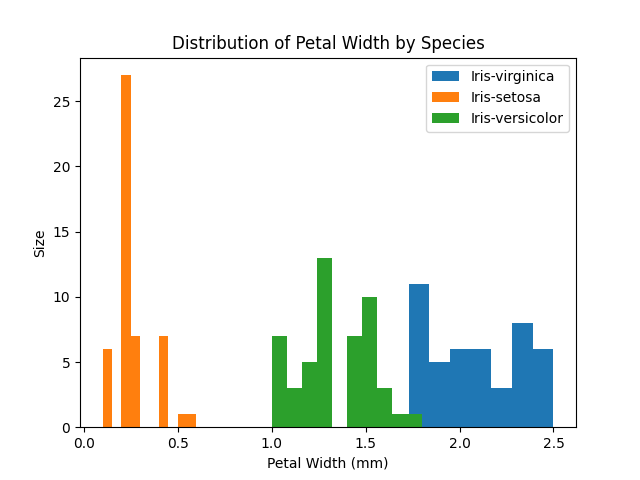 Distribution of Petal Width by Species
Iris-virginica
Iris-setosa
Iris-versicolor
25
20
15
10
5
0
Size
0.0 0.5 1.0 1.5 2.0 2.5
Petal Width (mm)